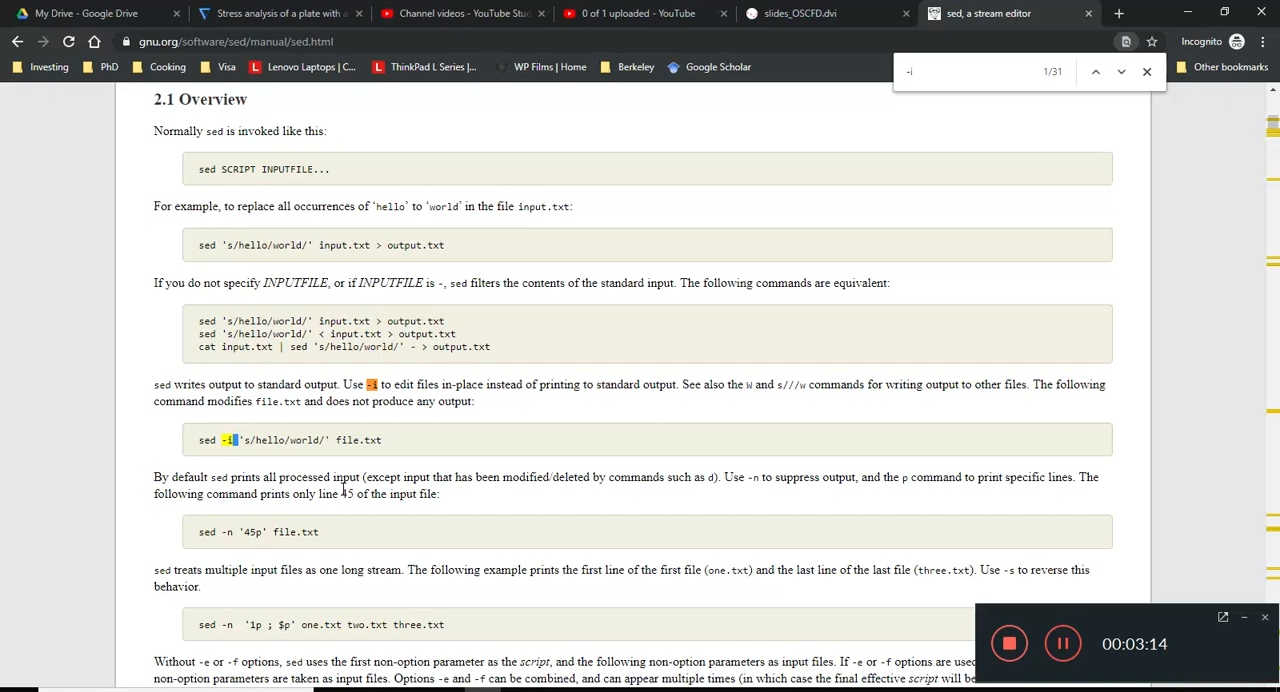 My Drive - Google Drive
Stress analysis of a plate with a
Channel videos - YouTube Stu
0 of 1 uploaded - YouTube
slides_OSCFD.dvi
sed, a stream editor
gnu.org/software/sed/manual/sed.html
Incognito
Investing
PhD
Cooking
Visa
Lenovo Laptops | C...
ThinkPad L Series |...
WP Films | Home
Berkeley
Google Scholar
Other bookmarks
-i
1/31
2.1 Overview
Normally sed is invoked like this:
sed SCRIPT INPUTFILE...
For example, to replace all occurrences of ‘hello’ to ‘world’ in the file input.txt:
sed 's/hello/world/' input.txt > output.txt
If you do not specify INPUTFILE, or if INPUTFILE is -, sed filters the contents of the standard input. The following commands are equivalent:
sed 's/hello/world/' input.txt > output.txt
sed 's/hello/world/' < input.txt > output.txt
cat input.txt | sed 's/hello/world/' - > output.txt
sed writes output to standard output. Use -i to edit files in-place instead of printing to standard output. See also the W and s///w commands for writing output to other files. The following
command modifies file.txt and does not produce any output:
sed -i 's/hello/world/' file.txt
By default sed prints all processed input (except input that has been modified/deleted by commands such as d). Use -n to suppress output, and the p command to print specific lines. The
following command prints only line 45 of the input file:
sed -n '45p' file.txt
sed treats multiple input files as one long stream. The following example prints the first line of the first file (one.txt) and the last line of the last file (three.txt). Use -s to reverse this
behavior.
sed -n '1p ; $p' one.txt two.txt three.txt
Without -e or -f options, sed uses the first non-option parameter as the script, and the following non-option parameters as input files. If -e or -f options are used
non-option parameters are taken as input files. Options -e and -f can be combined, and can appear multiple times (in which case the final effective script will be
00:03:14